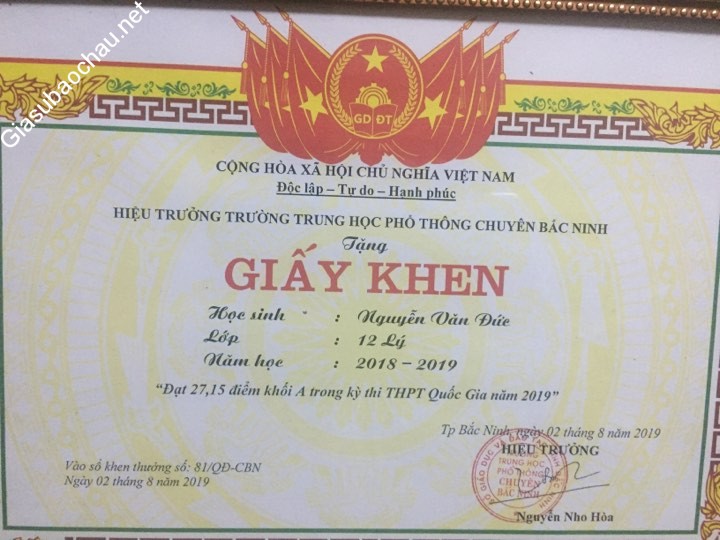 Giasubaochau.net
GD ĐT
CỘNG HÒA XÃ HỘI CHỦ NGHĨA VIỆT NAM
Độc lập – Tự do – Hạnh phúc
HIỆU TRƯỞNG TRƯỜNG TRUNG HỌC PHỔ THÔNG CHUYÊN BẮC NINH
Tặng
GIẤY KHEN
Học sinh : Nguyễn Văn Đức
Lớp : 12 Lý
Năm học : 2018 – 2019
"Đạt 27,15 điểm khối A trong kỳ thi THPT Quốc Gia năm 2019"
Tp Bắc Ninh, ngày 02 tháng 8 năm 2019
HIỆU TRƯỞNG
Vào sổ khen thưởng số: 81/QĐ-CBN
Ngày 02 tháng 8 năm 2019
TRUNG HỌC
PHỔ THÔNG
CHUYÊN
BẮC NINH
Nguyễn Nho Hòa